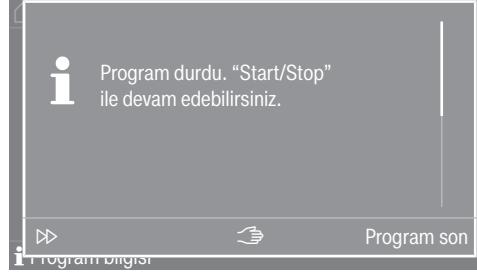 Program durdu. “Start/Stop”
ile devam edebilirsiniz.
Program son
Program bilgisi